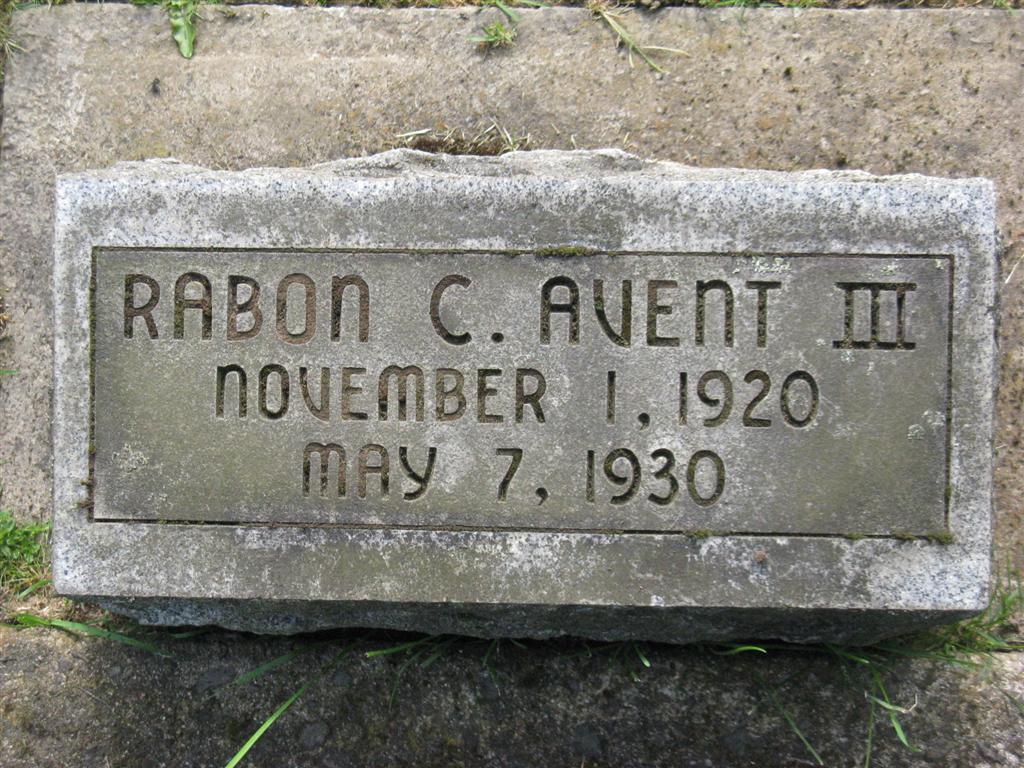 RABON C. AVENT III
NOVEMBER 1, 1920
MAY 7, 1930